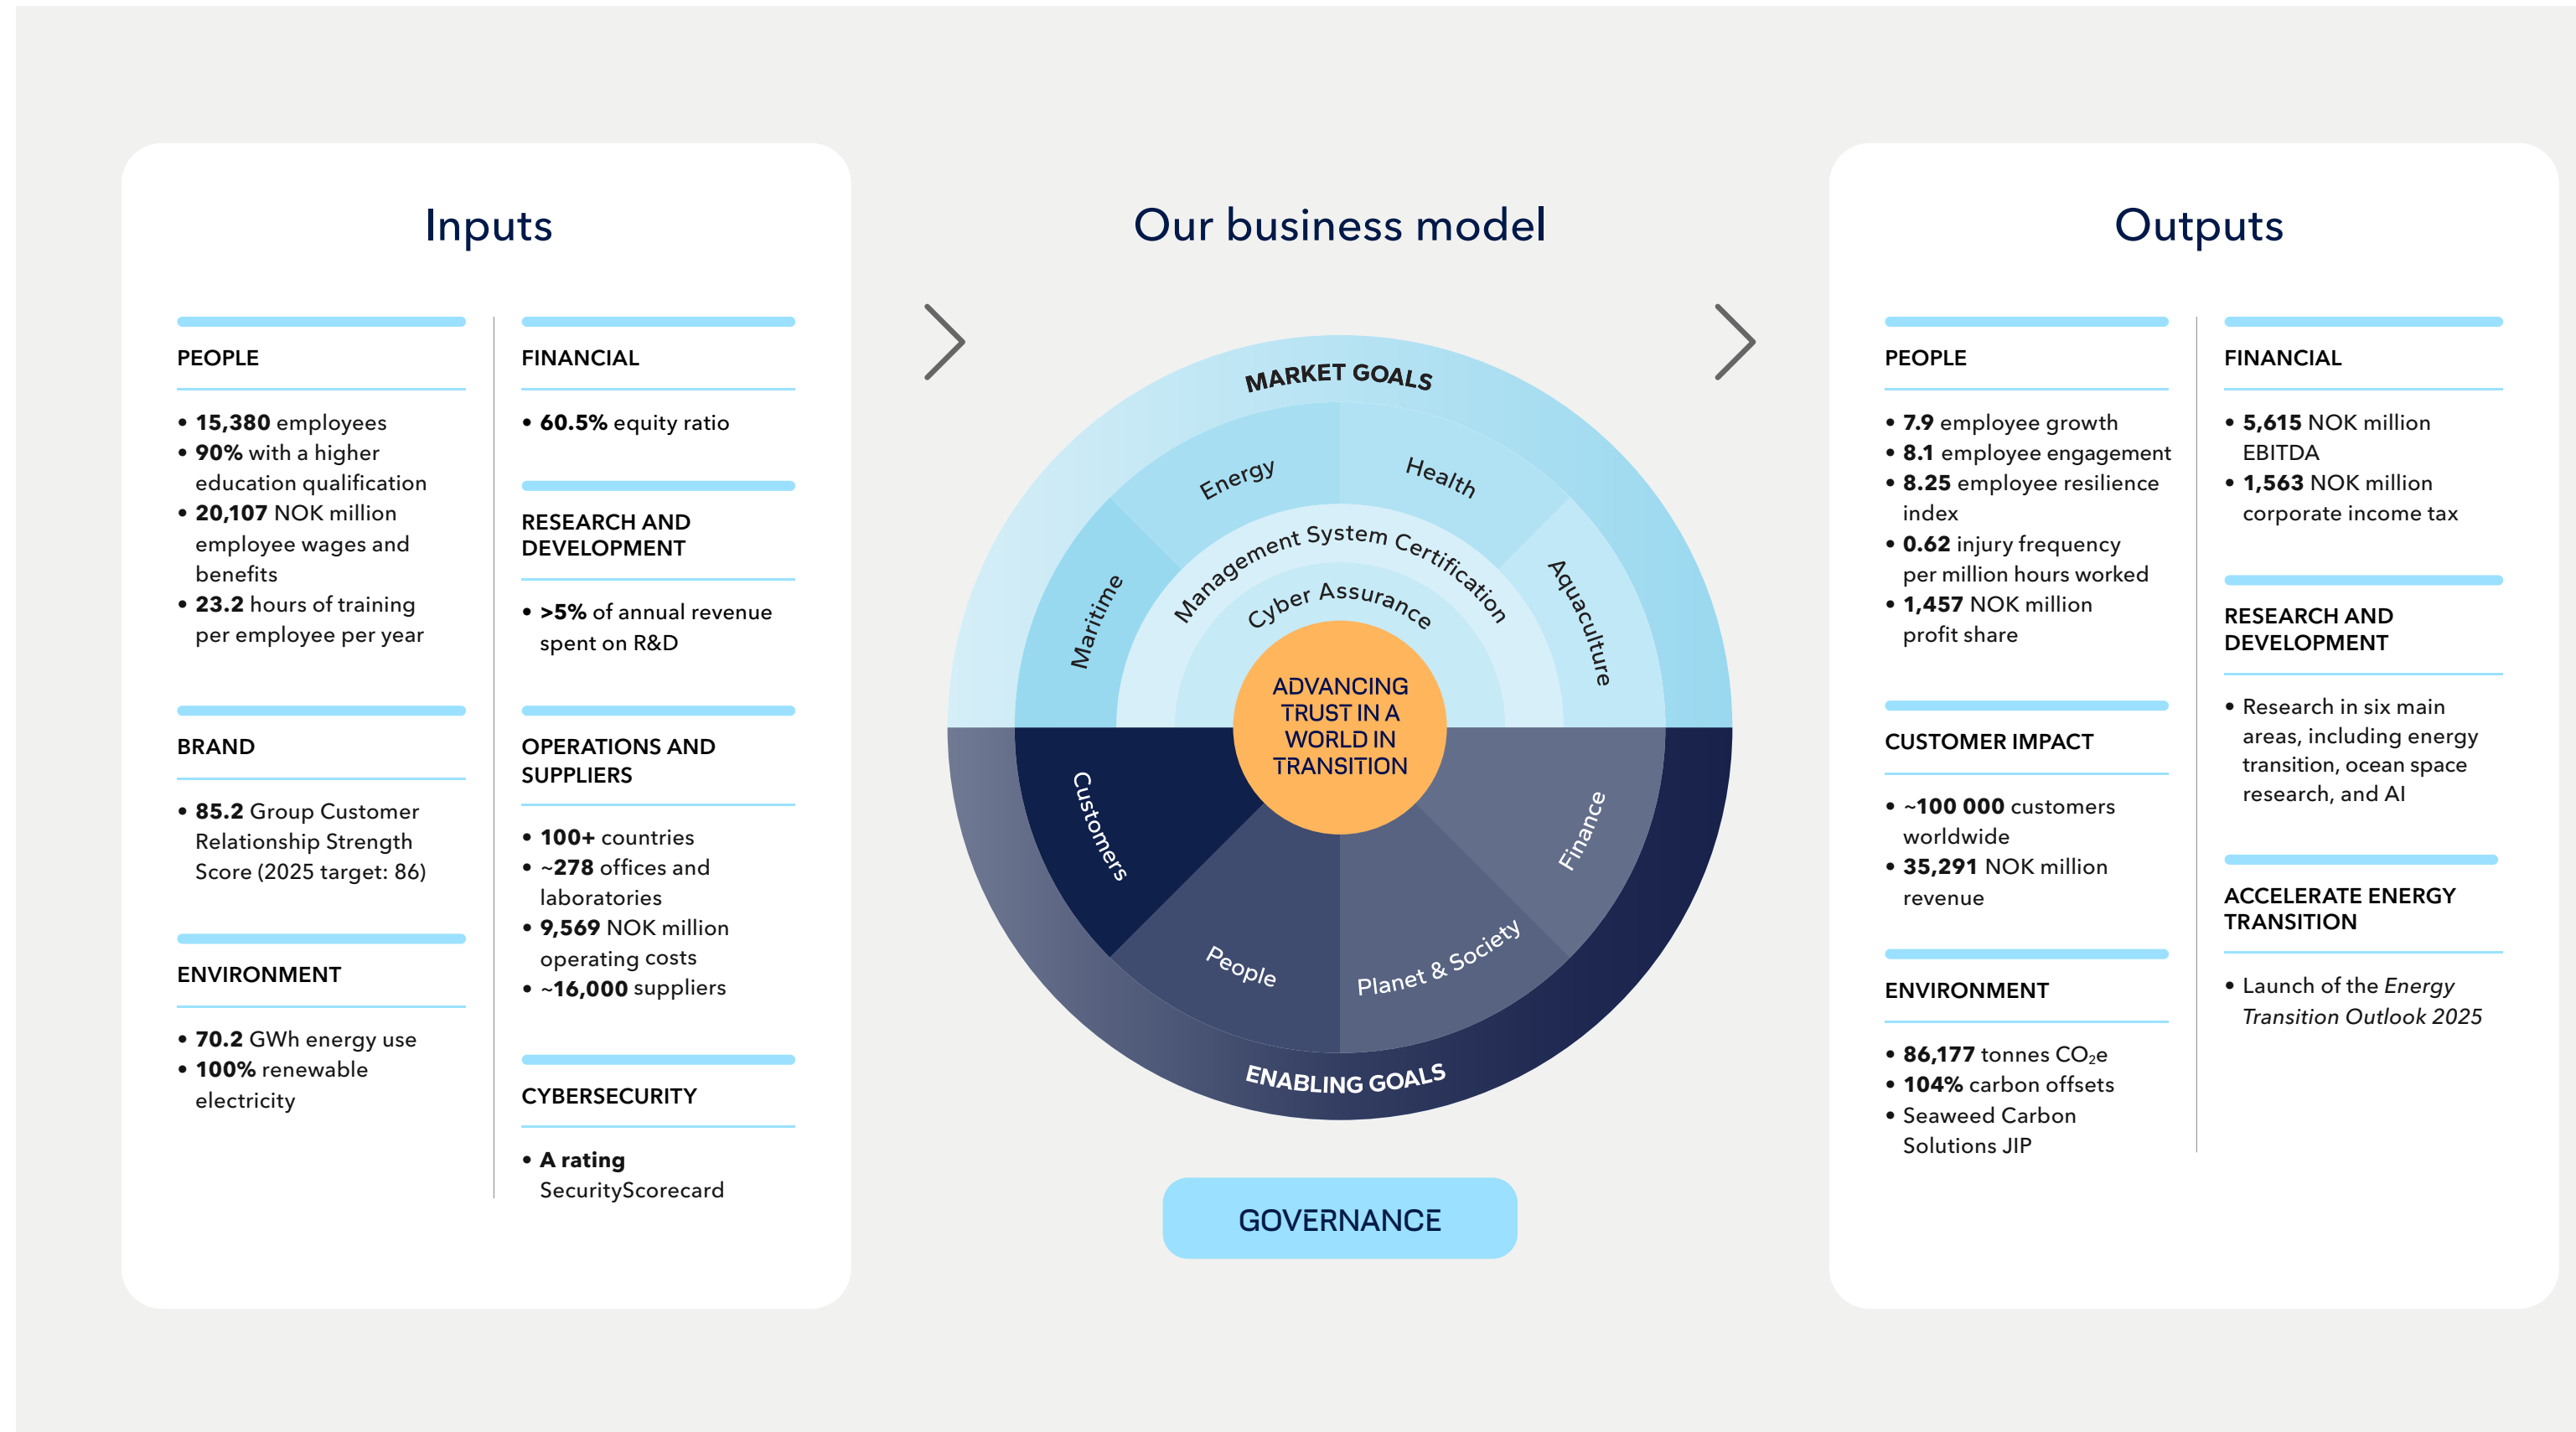 Inputs
PEOPLE
• 15,380 employees
• 90% with a higher
education qualification
• 20,107 NOK million
employee wages and
benefits
• 23.2 hours of training
per employee per year
BRAND
• 85.2 Group Customer
Relationship Strength
Score (2025 target: 86)
ENVIRONMENT
• 70.2 GWh energy use
• 100% renewable
electricity
FINANCIAL
• 60.5% equity ratio
RESEARCH AND
DEVELOPMENT
• >5% of annual revenue
spent on R&D
OPERATIONS AND
SUPPLIERS
• 100+ countries
• ~278 offices and
laboratories
• 9,569 NOK million
operating costs
• ~16,000 suppliers
CYBERSECURITY
• A rating
SecurityScorecard
Our business model
MARKET GOALS
Maritime
Energy
Health
Aquaculture
Management System Certification
Cyber Assurance
ADVANCING
TRUST IN A
WORLD IN
TRANSITION
Customers
People
Planet & Society
Finance
ENABLING GOALS
GOVERNANCE
Outputs
PEOPLE
• 7.9 employee growth
• 8.1 employee engagement
• 8.25 employee resilience
index
• 0.62 injury frequency
per million hours worked
• 1,457 NOK million
profit share
CUSTOMER IMPACT
• ~100 000 customers
worldwide
• 35,291 NOK million
revenue
ENVIRONMENT
• 86,177 tonnes CO₂e
• 104% carbon offsets
• Seaweed Carbon
Solutions JIP
FINANCIAL
• 5,615 NOK million
EBITDA
• 1,563 NOK million
corporate income tax
RESEARCH AND
DEVELOPMENT
• Research in six main
areas, including energy
transition, ocean space
research, and AI
ACCELERATE ENERGY
TRANSITION
• Launch of the Energy
Transition Outlook 2025